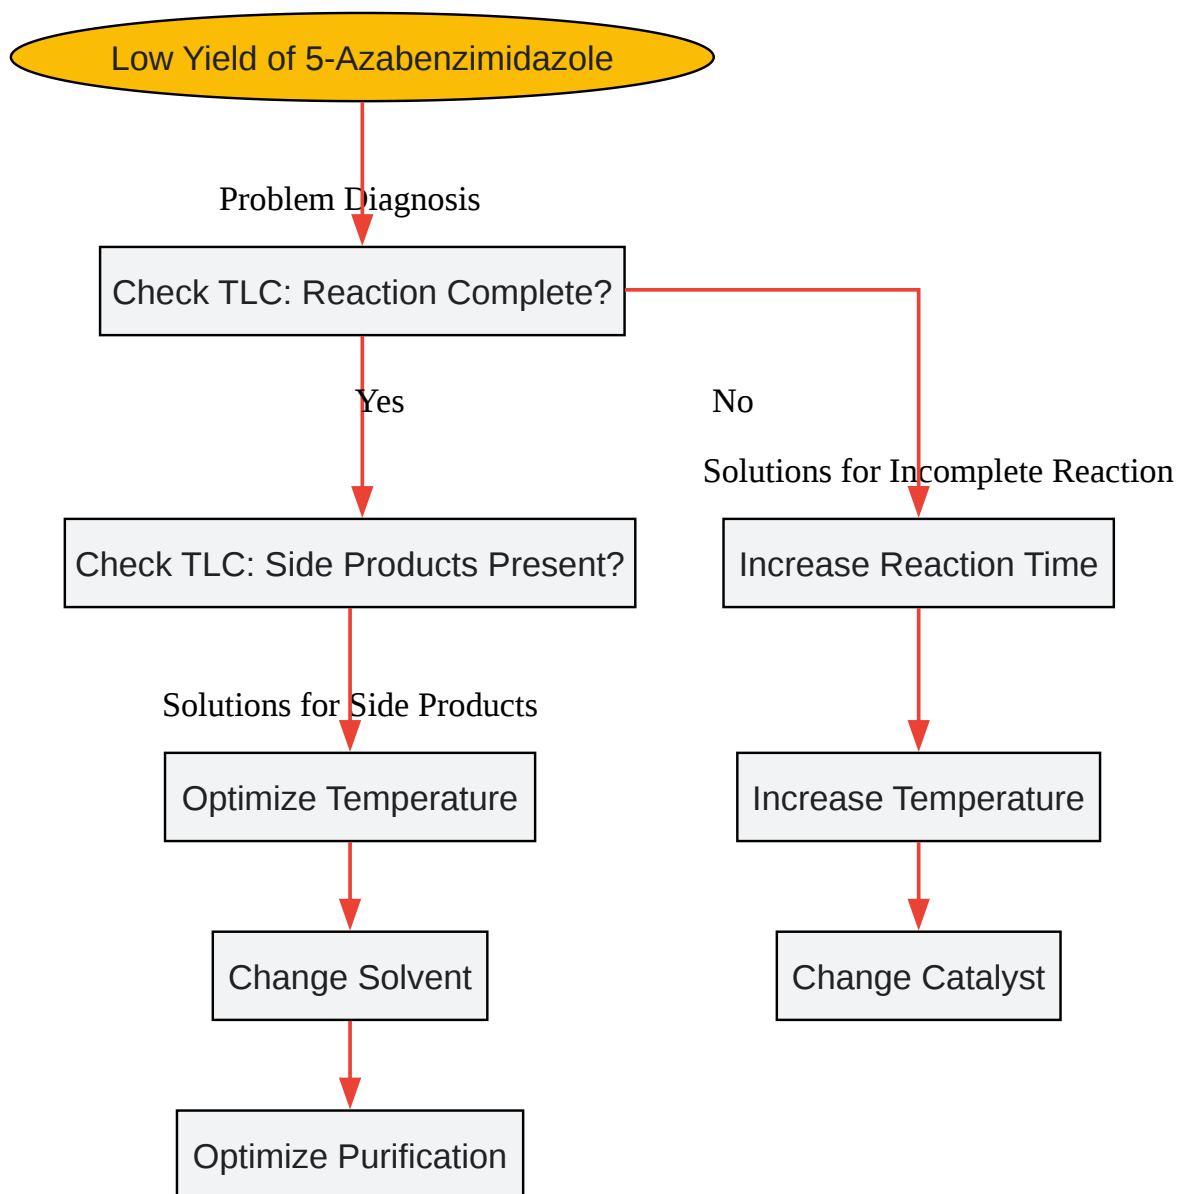 Low Yield of 5-Azabenzimidazole
Problem Diagnosis
Check TLC: Reaction Complete?
Yes
No
Solutions for Incomplete Reaction
Check TLC: Side Products Present?
Increase Reaction Time
Solutions for Side Products
Optimize Temperature
Increase Temperature
Change Solvent
Change Catalyst
Optimize Purification